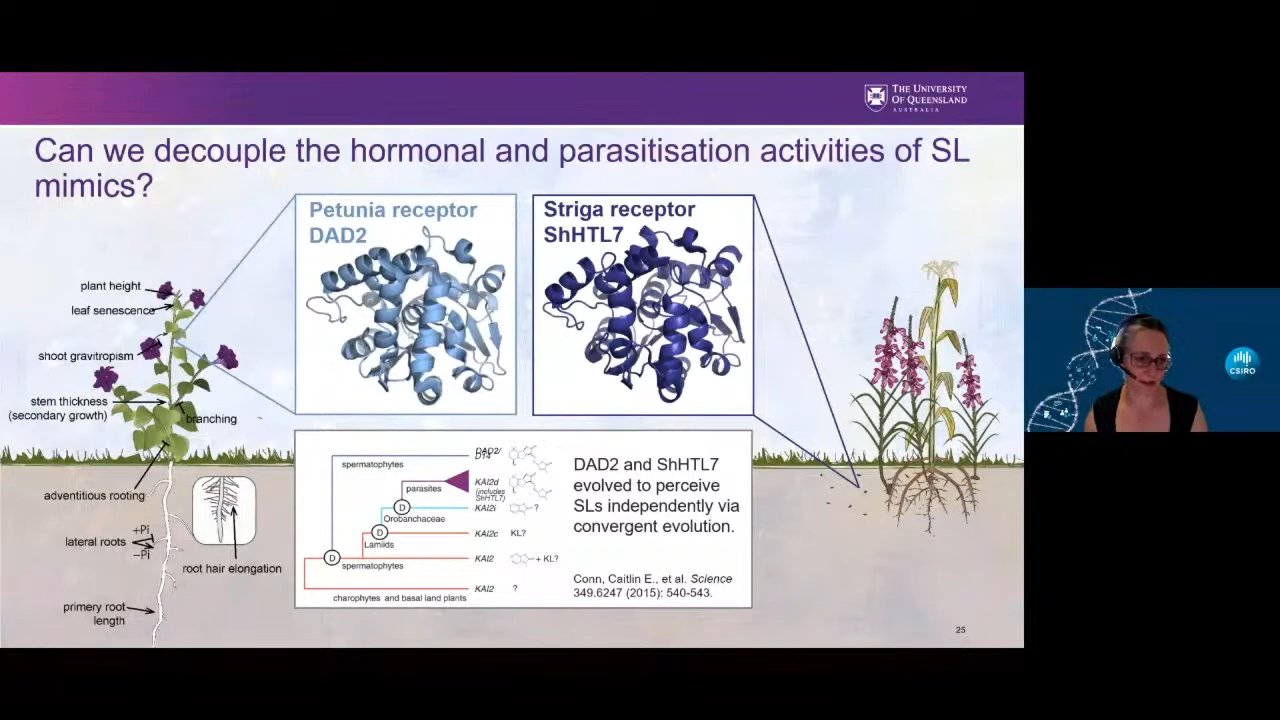 THE UNIVERSITY
OF QUEENSLAND
AUSTRALIA
Can we decouple the hormonal and parasitisation activities of SL
mimics?
Petunia receptor
DAD2
Striga receptor
ShHTL7
plant height
leaf senescence
shoot gravitropism
stem thickness
(secondary growth)
branching
adventitious rooting
+Pi
lateral roots
−Pi
root hair elongation
primery root
length
spermatophytes
DAD2/
D14
parasites
KAI2d
(includes
ShHTL7)
D
Orobanchaceae
KAI2i
?
D
Lamiids
KAI2c
KL?
D
spermatophytes
KAI2
+ KL?
charophytes and basal land plants
KAI2
?
DAD2 and ShHTL7
evolved to perceive
SLs independently via
convergent evolution.
Conn, Caitlin E., et al. Science
349.6247 (2015): 540-543.
25
CSIRO